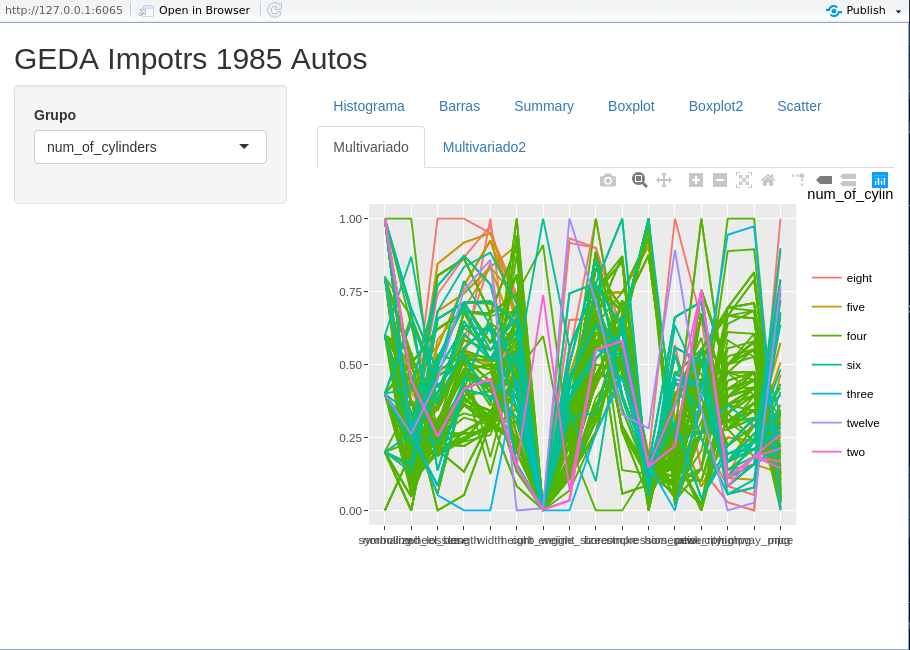 http://127.0.0.1:6065 Open in Browser Publish
GEDA Impotrs 1985 Autos
Grupo
num_of_cylinders
Histograma Barras Summary Boxplot Boxplot2 Scatter
Multivariado Multivariado2
num_of_cylin
1.00
0.75
0.50
0.25
0.00
eight
five
four
six
three
twelve
two